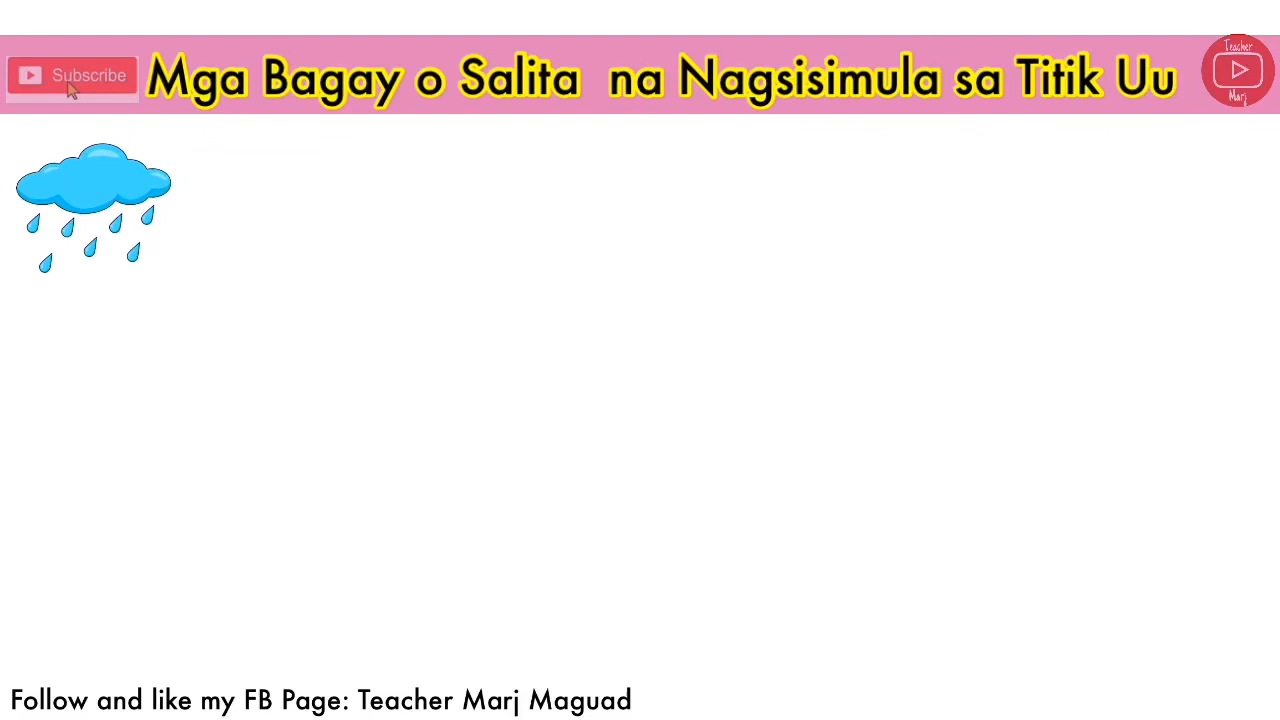 Subscribe
Mga Bagay o Salita na Nagsisimula sa Titik Uu
Teacher
Marj
Follow and like my FB Page: Teacher Marj Maguad